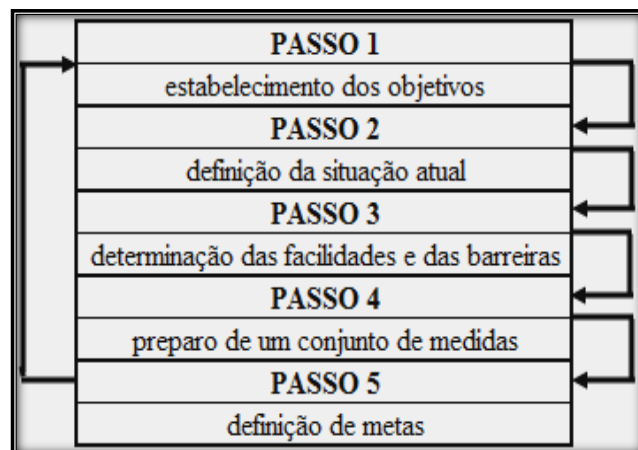 PASSO 1
estabelecimento dos objetivos
PASSO 2
definição da situação atual
PASSO 3
determinação das facilidades e das barreiras
PASSO 4
preparo de um conjunto de medidas
PASSO 5
definição de metas